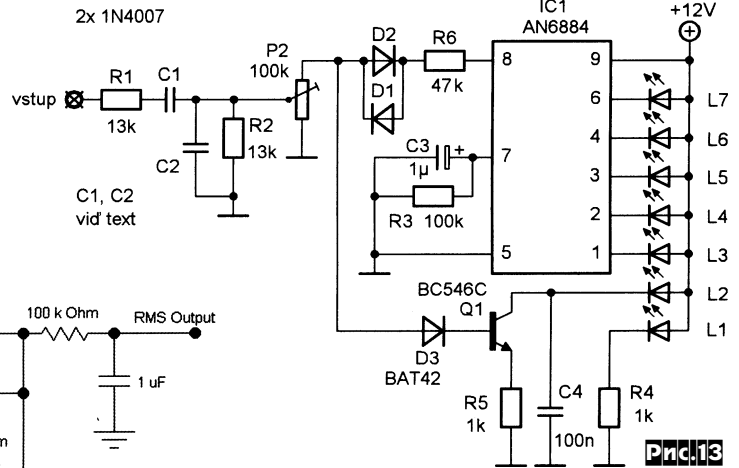 2x 1N4007
IC1
AN6884
+12V
D2
R6
P2
100k
8
9
R1
C1
47k
vstup
D1
6
L7
R2
13k
13k
4
L6
C2
C3
+
1µ
7
3
L5
C1, C2
viď text
R3
100k
2
L4
5
1
L3
BC546C
L2
Q1
100 k Ohm
RMS Output
L1
D3
BAT42
1 uF
R5
1k
C4
100n
R4
1k
m
Рис.13